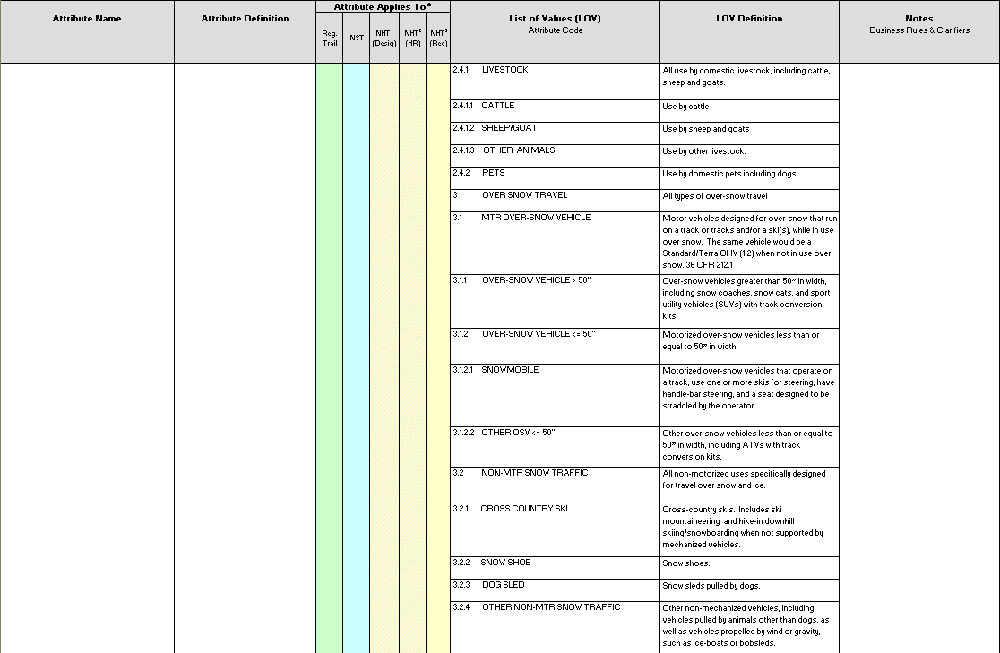 Attribute Name
Attribute Definition
Attribute Applies To*
Reg.
Trail
NST
NHT¹
(Desig)
NHT²
(HR)
NHT³
(Rec)
List of Values (LOV)
Attribute Code
LOV Definition
Notes
Business Rules & Clarifiers
2.4.1 LIVESTOCK
All use by domestic livestock, including cattle,
sheep and goats.
2.4.1.1 CATTLE
Use by cattle
2.4.1.2 SHEEP/GOAT
Use by sheep and goats
2.4.1.3 OTHER ANIMALS
Use by other livestock.
2.4.2 PETS
Use by domestic pets including dogs.
3 OVER SNOW TRAVEL
All types of over-snow travel
3.1 MTR OVER-SNOW VEHICLE
Motor vehicles designed for over-snow that run
on a track or tracks and/or a ski(s), while in use
over snow. The same vehicle would be a
Standard/Terra OHV (1.2) when not in use over
snow. 36 CFR 212.1
3.1.1 OVER-SNOW VEHICLE > 50"
Over-snow vehicles greater than 50” in width,
including snow coaches, snow cats, and sport
utility vehicles (SUVs) with track conversion
kits.
3.1.2 OVER-SNOW VEHICLE <= 50"
Motorized over-snow vehicles less than or
equal to 50” in width
3.1.2.1 SNOWMOBILE
Motorized over-snow vehicles that operate on
a track, use one or more skis for steering, have
handle-bar steering, and a seat designed to be
straddled by the operator.
3.1.2.2 OTHER OSV <= 50"
Other over-snow vehicles less than or equal to
50” in width, including ATVs with track
conversion kits.
3.2 NON-MTR SNOW TRAFFIC
All non-motorized uses specifically designed
for travel over snow and ice.
3.2.1 CROSS COUNTRY SKI
Cross-country skis. Includes ski
mountaineering and hike-in downhill
skiing/snowboarding when not supported by
mechanized vehicles.
3.2.2 SNOW SHOE
Snow shoes.
3.2.3 DOG SLED
Snow sleds pulled by dogs.
3.2.4 OTHER NON-MTR SNOW TRAFFIC
Other non-mechanized vehicles, including
vehicles pulled by animals other than dogs, as
well as vehicles propelled by wind or gravity,
such as ice-boats or bobsleds.